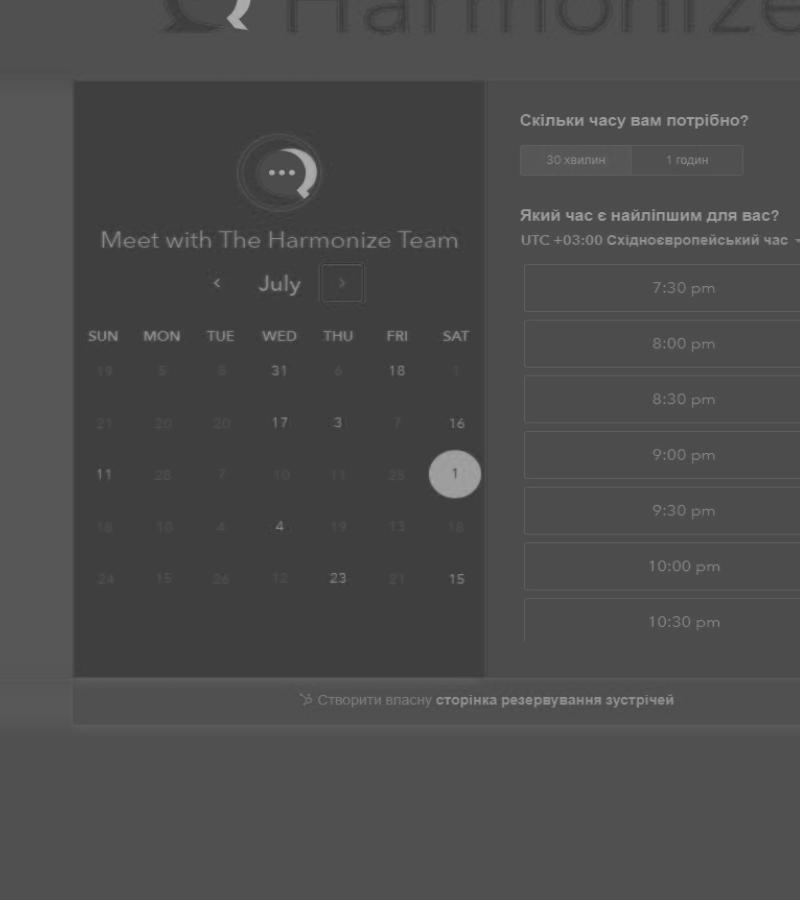 Harmonize
Meet with The Harmonize Team
‹ July ›
SUN MON TUE WED THU FRI SAT
19 5 8 31 6 18 1
21 20 20 17 3 7 16
11 28 7 10 11 25 1
18 10 4 4 19 13 18
24 15 26 12 23 21 15
Скільки часу вам потрібно?
30 хвилин 1 годин
Який час є найліпшим для вас?
UTC +03:00 Східноєвропейський час
7:30 pm
8:00 pm
8:30 pm
9:00 pm
9:30 pm
10:00 pm
10:30 pm
Створити власну сторінка резервування зустрічей